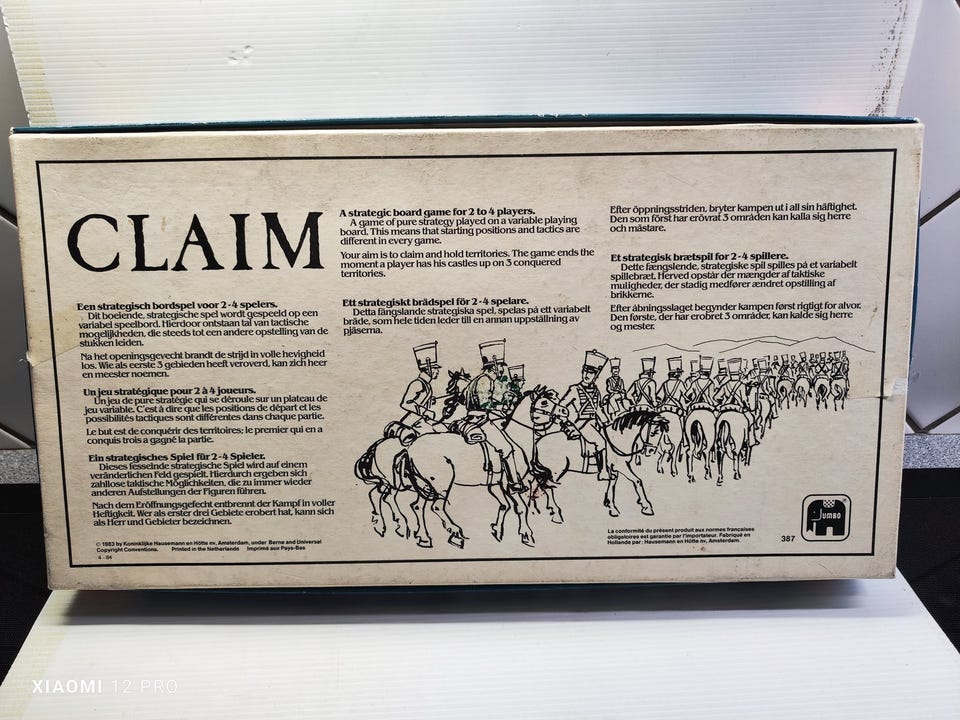 CLAIM
Een strategisch bordspel voor 2-4 spelers.
Dit boeiende, strategische spel wordt gespeeld op een
variabel speelbord. Hierdoor ontstaan tal van tactische
mogelijkheden, die steeds tot een andere opstelling van de
stukken leiden.
Na het openingsgevecht brandt de strijd in volle hevigheid
los. Wie als eerste 3 gebieden heeft veroverd, kan zich heer
en meester noemen.
Un jeu stratégique pour 2 à 4 joueurs.
Un jeu de pure stratégie qui se déroule sur un plateau de
jeu variable. C'est à dire que les positions de départ et les
possibilités tactiques sont différentes dans chaque partie.
Le but est de conquérir des territoires; le premier qui en a
conquis trois a gagné la partie.
Ein strategisches Spiel für 2-4 Spieler.
Dieses fesselnde strategische Spiel wird auf einem
veränderlichen Feld gespielt. Hierdurch ergeben sich
zahllose taktische Möglichkeiten, die zu immer wieder
anderen Aufstellungen der Figuren führen.
Nach dem Eröffnungsgefecht entbrennt der Kampf in voller
Heftigkeit. Wer als erster drei Gebiete erobert hat, kann sich
als Herr und Gebieter bezeichnen.
© 1983 by Koninklijke Hausemann en Hötte nv, Amsterdam, under Berne and Universal
Copyright Conventions. Printed in the Netherlands Imprimé aux Pays-Bas
4 - 84
A strategic board game for 2 to 4 players.
A game of pure strategy played on a variable playing
board. This means that starting positions and tactics are
different in every game.
Your aim is to claim and hold territories. The game ends the
moment a player has his castles up on 3 conquered
territories.
Ett strategiskt brädspel för 2-4 spelare.
Detta fängslande strategiska spel, spelas på ett variabelt
bräde, som hele tiden leder till en annan uppställning av
pjäserna.
Efter öppningsstriden, bryter kampen ut i all sin häftighet.
Den som först har erövrat 3 områden kan kalla sig herre
och mästare.
Et strategisk brætspil for 2-4 spillere.
Dette fængslende, strategiske spil spilles på et variabelt
spillebræt. Herved opstår der mængder af taktiske
muligheder, der stadig medfører ændret opstilling af
brikkerne.
Efter åbningsslaget begynder kampen først rigtigt for alvor.
Den første, der har erobret 3 områder, kan kalde sig herre
og mester.
La conformité du présent produit aux normes françaises
obligatoires est garantie par l'importateur. Fabriqué en
Hollande par: Hausemann en Hötte nv, Amsterdam.
387
Jumbo
XIAOMI 12 PRO